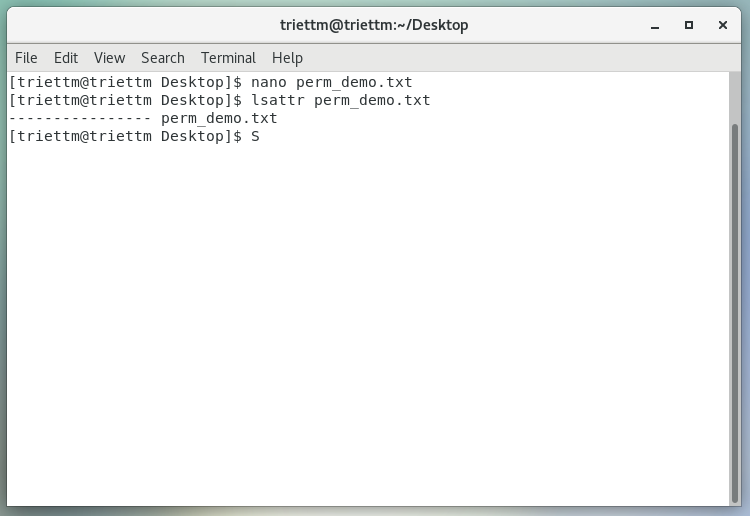 triettm@triettm:~/Desktop
File Edit View Search Terminal Help
[triettm@triettm Desktop]$ nano perm_demo.txt
[triettm@triettm Desktop]$ lsattr perm_demo.txt
---------------- perm_demo.txt
[triettm@triettm Desktop]$ S